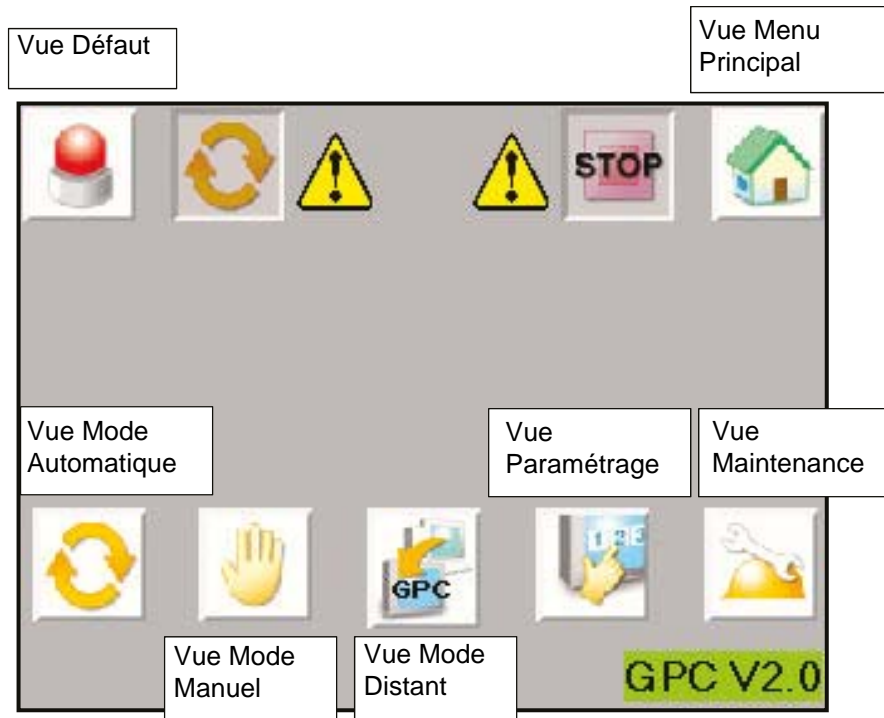 Vue Défaut
Vue Menu
Principal
STOP
Vue Mode
Automatique
Vue
Paramétrage
Vue
Maintenance
GPC
Vue Mode
Manuel
Vue Mode
Distant
GPC V2.0